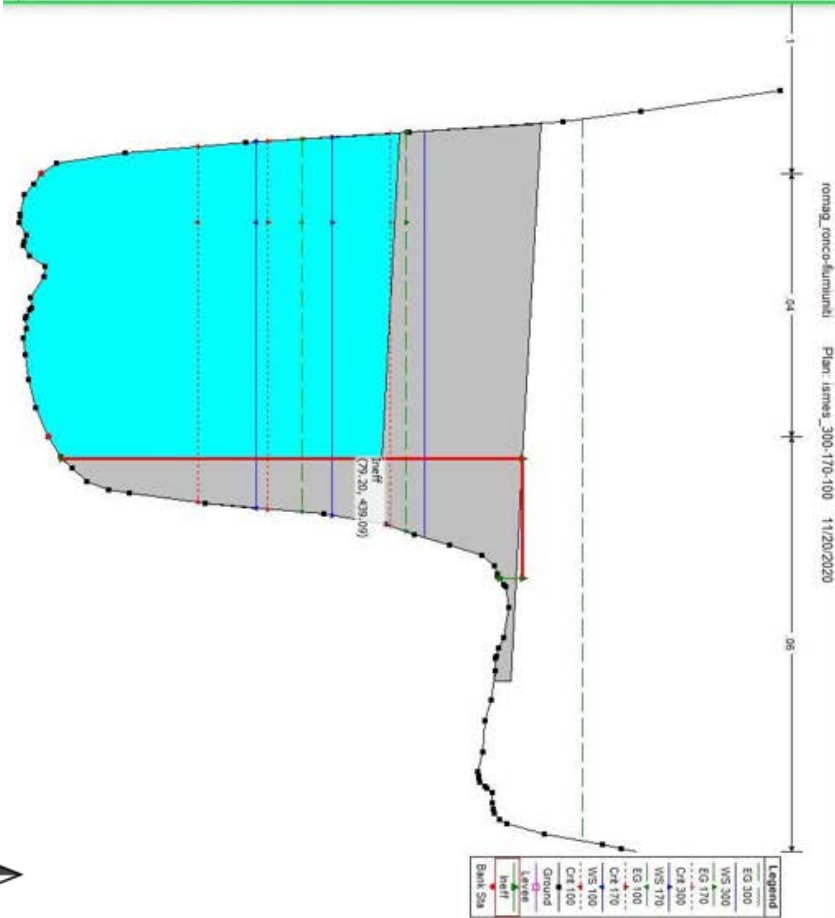 romag_ronco-fiumiuniti Plan: ismes_300-170-100 11/20/2020
.1
.04
.06
Ineff
(79.20, 439.09)
Legend
EG 300
WS 300
EG 170
Crit 300
WS 170
EG 100
Crit 170
WS 100
Crit 100
Ground
Levee
Ineff
Bank Sta